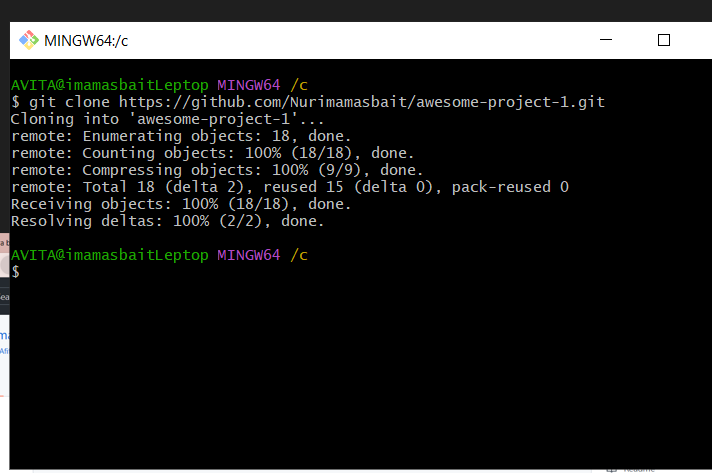 MINGW64:/c
AVITA@imamasbaitLeptop MINGW64 /c
$ git clone https://github.com/Nurimamasbait/awesome-project-1.git
Cloning into 'awesome-project-1'...
remote: Enumerating objects: 18, done.
remote: Counting objects: 100% (18/18), done.
remote: Compressing objects: 100% (9/9), done.
remote: Total 18 (delta 2), reused 15 (delta 0), pack-reused 0
Receiving objects: 100% (18/18), done.
Resolving deltas: 100% (2/2), done.
AVITA@imamasbaitLeptop MINGW64 /c
$